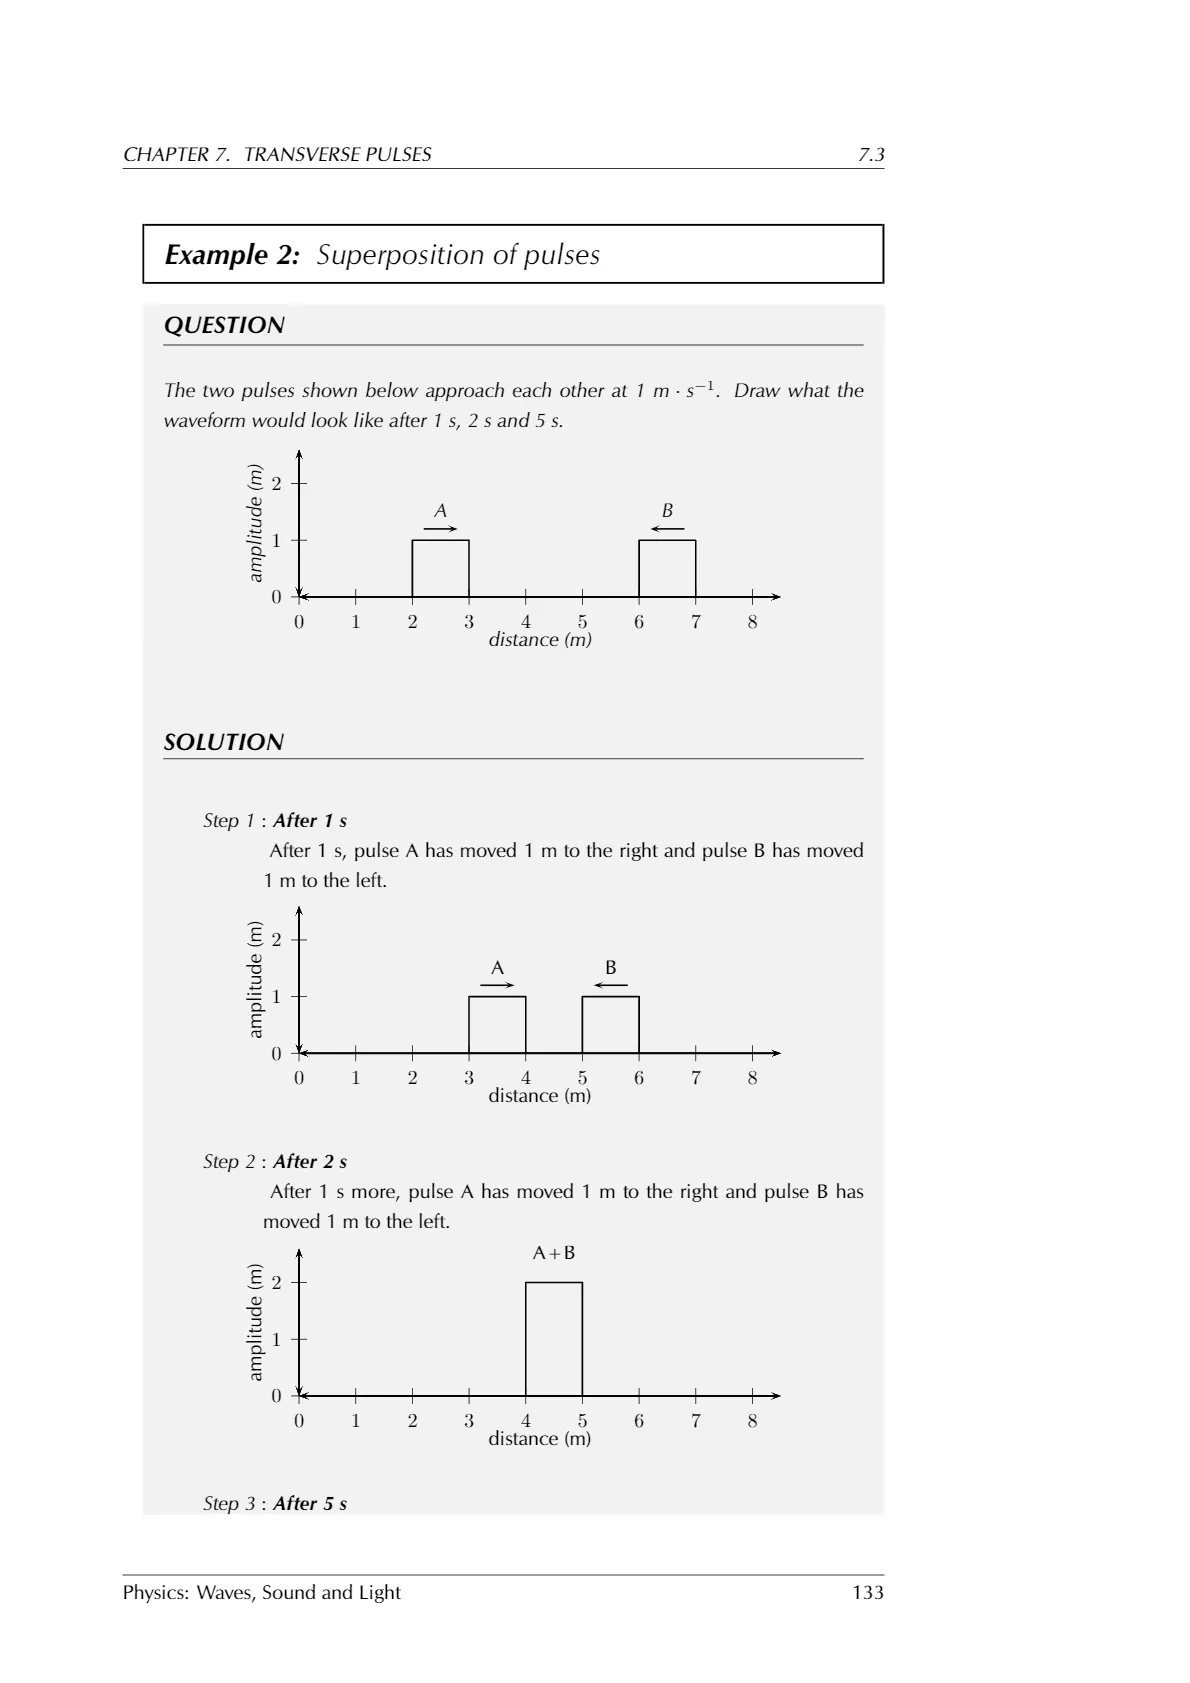 CHAPTER 7. TRANSVERSE PULSES 7.3
Example 2: Superposition of pulses
QUESTION
The two pulses shown below approach each other at 1 m · s−1. Draw what the
waveform would look like after 1 s, 2 s and 5 s.
amplitude (m)
2
1
0
A
B
0 1 2 3 4 5 6 7 8
distance (m)
SOLUTION
Step 1 : After 1 s
After 1 s, pulse A has moved 1 m to the right and pulse B has moved
1 m to the left.
amplitude (m)
2
1
0
A
B
0 1 2 3 4 5 6 7 8
distance (m)
Step 2 : After 2 s
After 1 s more, pulse A has moved 1 m to the right and pulse B has
moved 1 m to the left.
A+B
amplitude (m)
2
1
0
0 1 2 3 4 5 6 7 8
distance (m)
Step 3 : After 5 s
Physics: Waves, Sound and Light 133